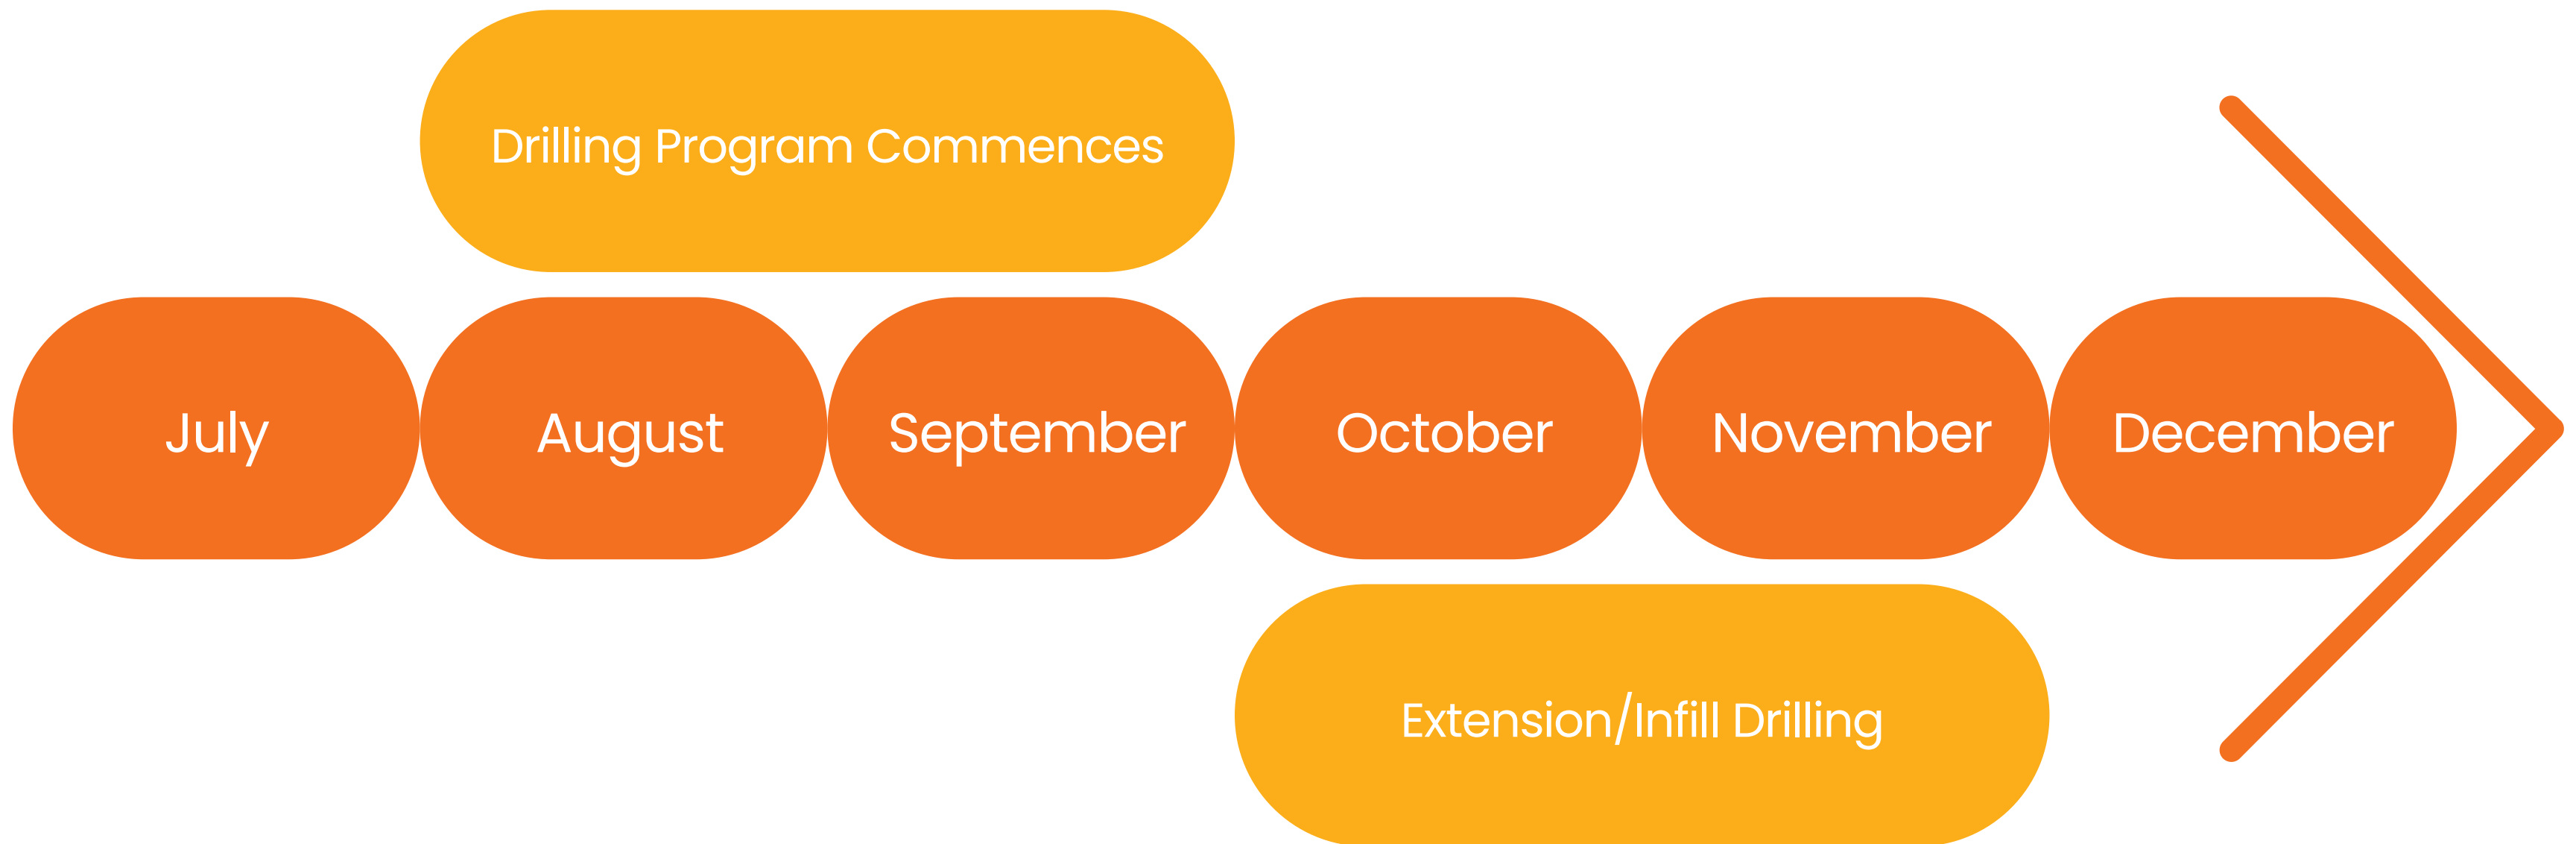 Drilling Program Commences
July
August
September
October
November
December
Extension/Infill Drilling